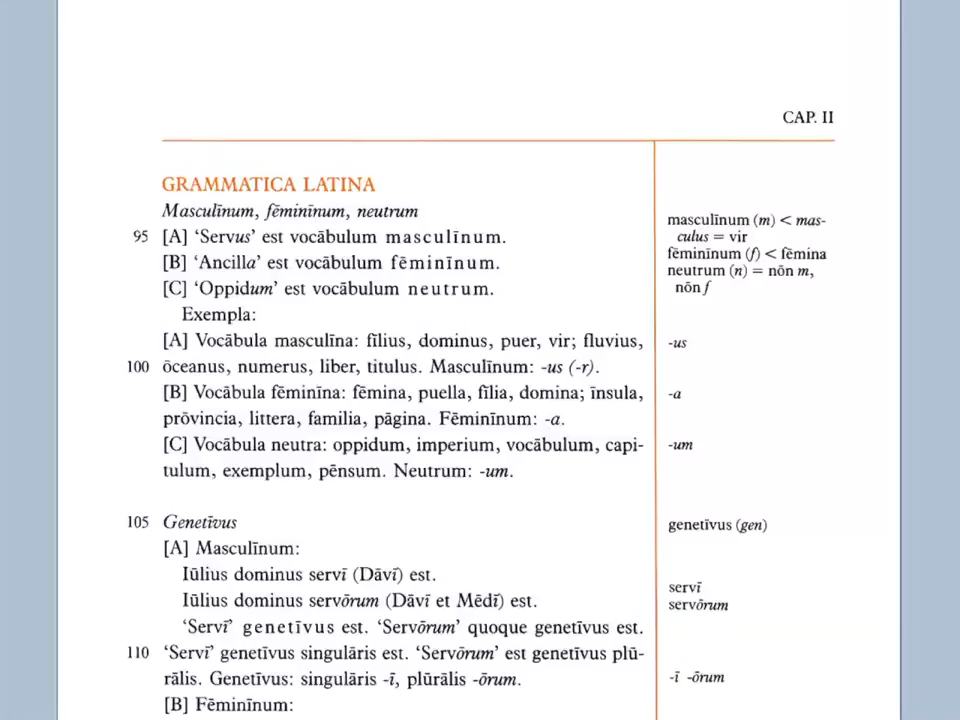 CAP. II
GRAMMATICA LATINA
Masculīnum, fēminīnum, neutrum
95 [A] ‘Servus’ est vocābulum masculīnum.
[B] ‘Ancilla’ est vocābulum fēminīnum.
[C] ‘Oppidum’ est vocābulum neutrum.
Exempla:
[A] Vocābula masculīna: fīlius, dominus, puer, vir; fluvius,
100 ōceanus, numerus, liber, titulus. Masculīnum: -us (-r).
[B] Vocābula fēminīna: fēmina, puella, fīlia, domina; īnsula,
prōvincia, littera, familia, pāgina. Fēminīnum: -a.
[C] Vocābula neutra: oppidum, imperium, vocābulum, capi-
tulum, exemplum, pēnsum. Neutrum: -um.
105 Genetīvus
[A] Masculīnum:
Iūlius dominus servī (Dāvī) est.
Iūlius dominus servōrum (Dāvī et Mēdī) est.
‘Servī’ genetīvus est. ‘Servōrum’ quoque genetīvus est.
110 ‘Servī’ genetīvus singulāris est. ‘Servōrum’ est genetīvus plū-
rālis. Genetīvus: singulāris -ī, plūrālis -ōrum.
[B] Fēminīnum:
masculīnum (m) < mas-
culus = vir
fēminīnum (f) < fēmina
neutrum (n) = nōn m,
nōn f
-us
-a
-um
genetīvus (gen)
servī
servōrum
-ī -ōrum